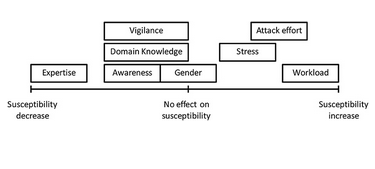 Vigilance
Attack effort
Domain Knowledge
Stress
Expertise
Awareness
Gender
Workload
Susceptibility
decrease
No effect on
susceptibility
Susceptibility
increase